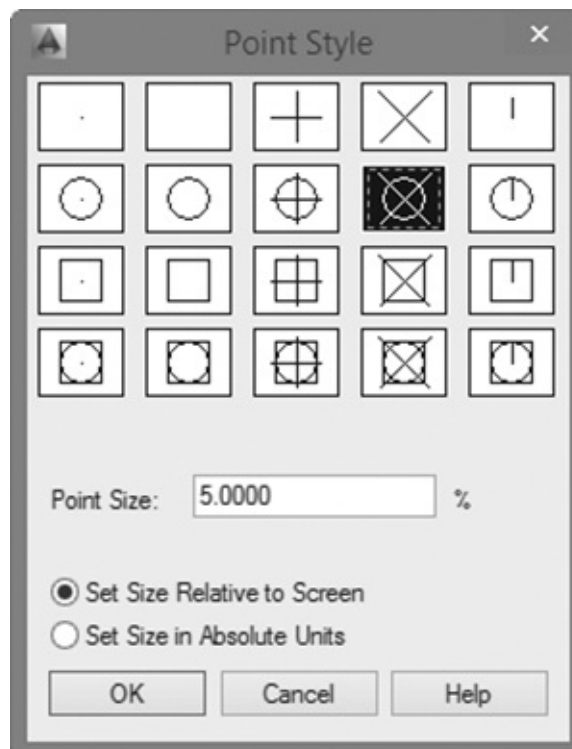 Point Style
Point Size: 5.0000 %
Set Size Relative to Screen
Set Size in Absolute Units
OK Cancel Help